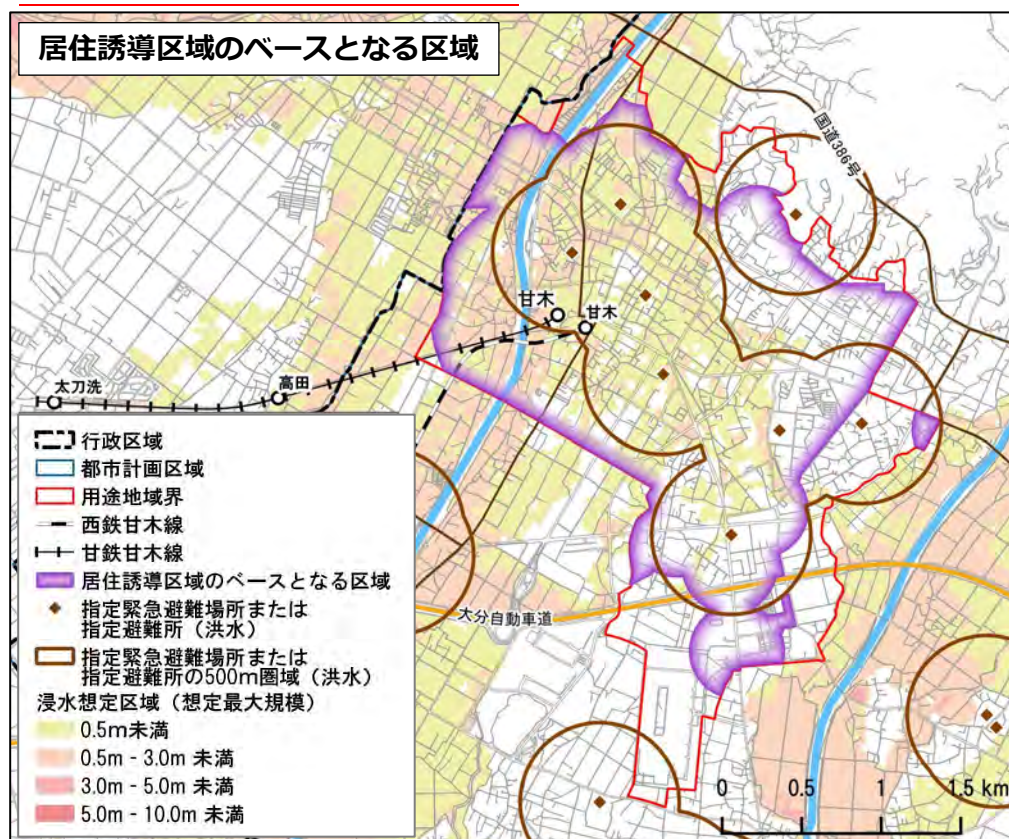 居住誘導区域のベースとなる区域
国道386号
甘木
甘木
高田
太刀洗
大分自動車道
行政区域
都市計画区域
用途地域界
西鉄甘木線
甘鉄甘木線
居住誘導区域のベースとなる区域
指定緊急避難場所または
指定避難所(洪水)
指定緊急避難場所または
指定避難所の500m圏域(洪水)
浸水想定区域(想定最大規模)
0.5m未満
0.5m - 3.0m 未満
3.0m - 5.0m 未満
5.0m - 10.0m 未満
0 0.5 1 1.5 km